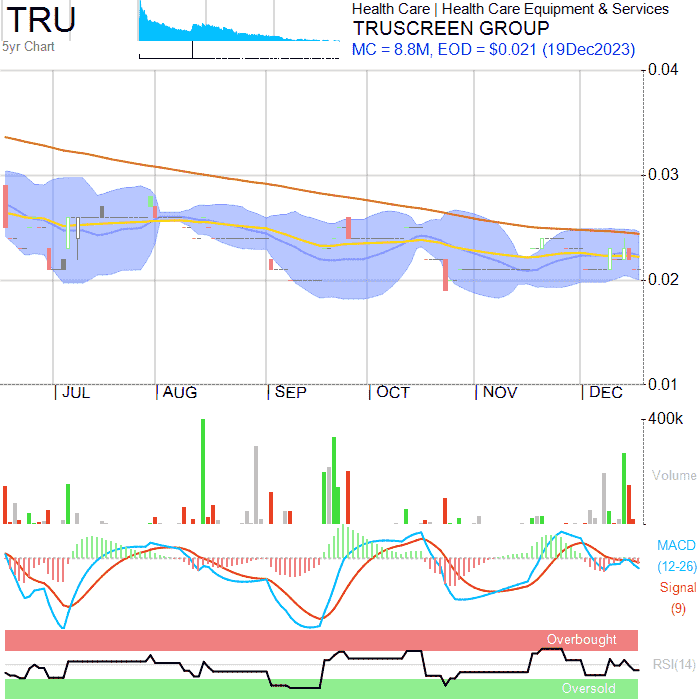 TRU
5yr Chart
Health Care | Health Care Equipment & Services
TRUSCREEN GROUP
MC = 8.8M, EOD = $0.021 (19Dec2023)
0.04
0.03
0.02
0.01
JUL
AUG
SEP
OCT
NOV
DEC
400k
Volume
MACD
(12-26)
Signal
(9)
Overbought
RSI(14)
Oversold